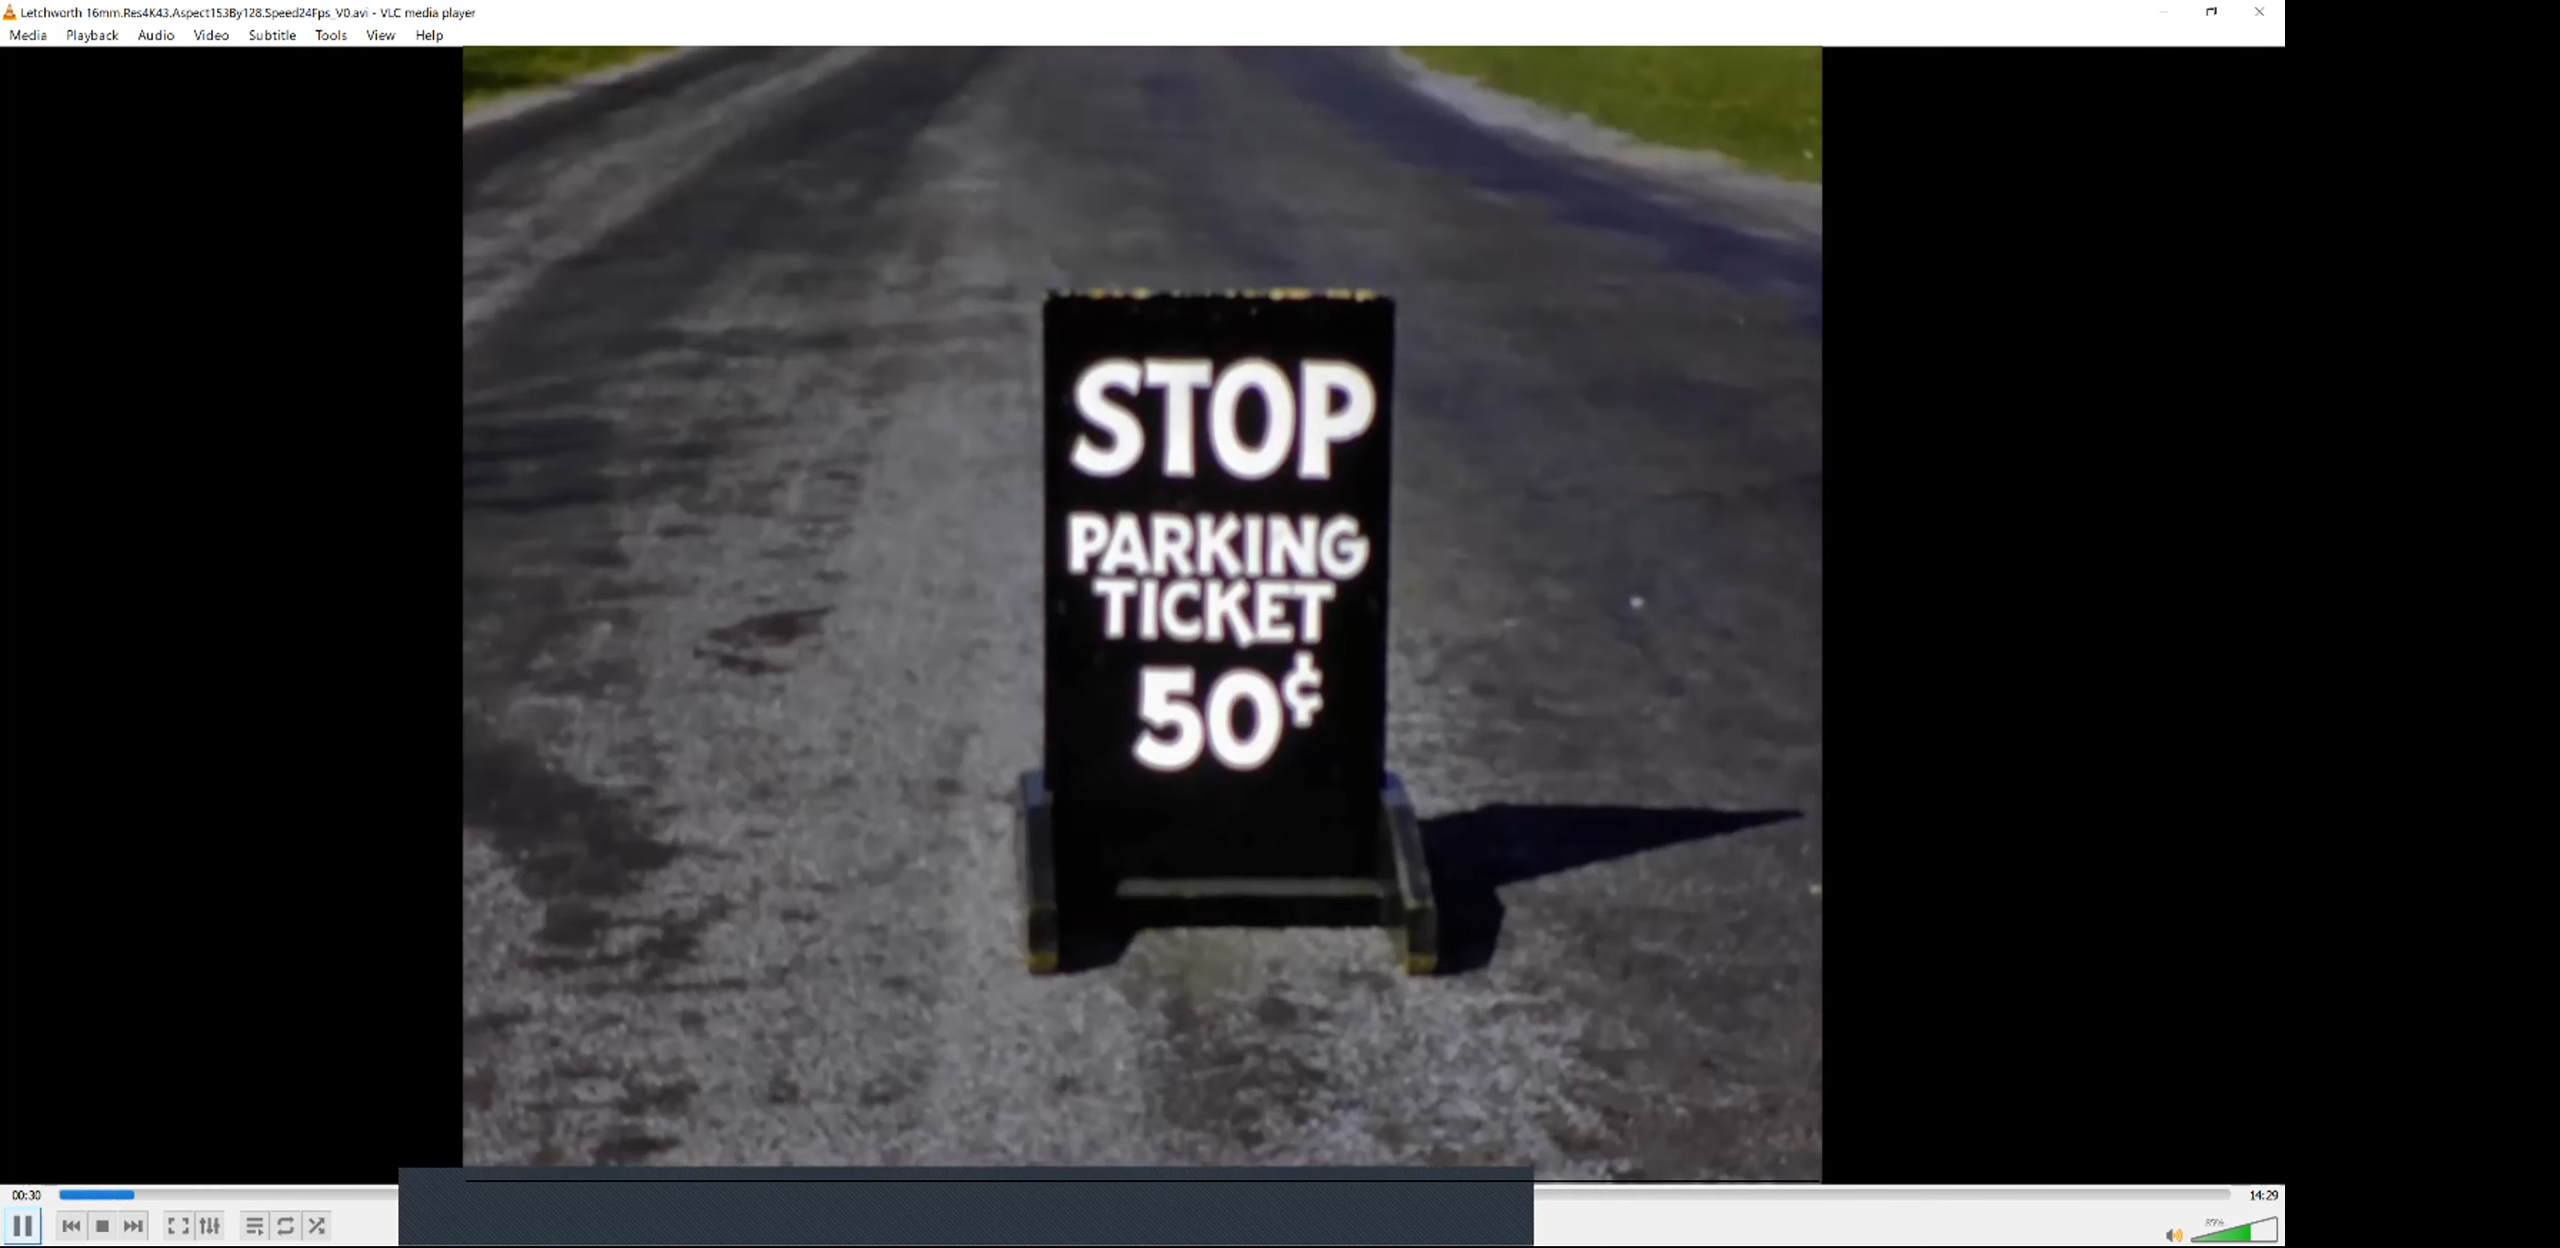 Letchworth 16mm.Res4K43.Aspect153By128.Speed24Fps_V0.avi - VLC media player
Media Playback Audio Video Subtitle Tools View Help
STOP
PARKING
TICKET
50¢
00:30
14:29
89%